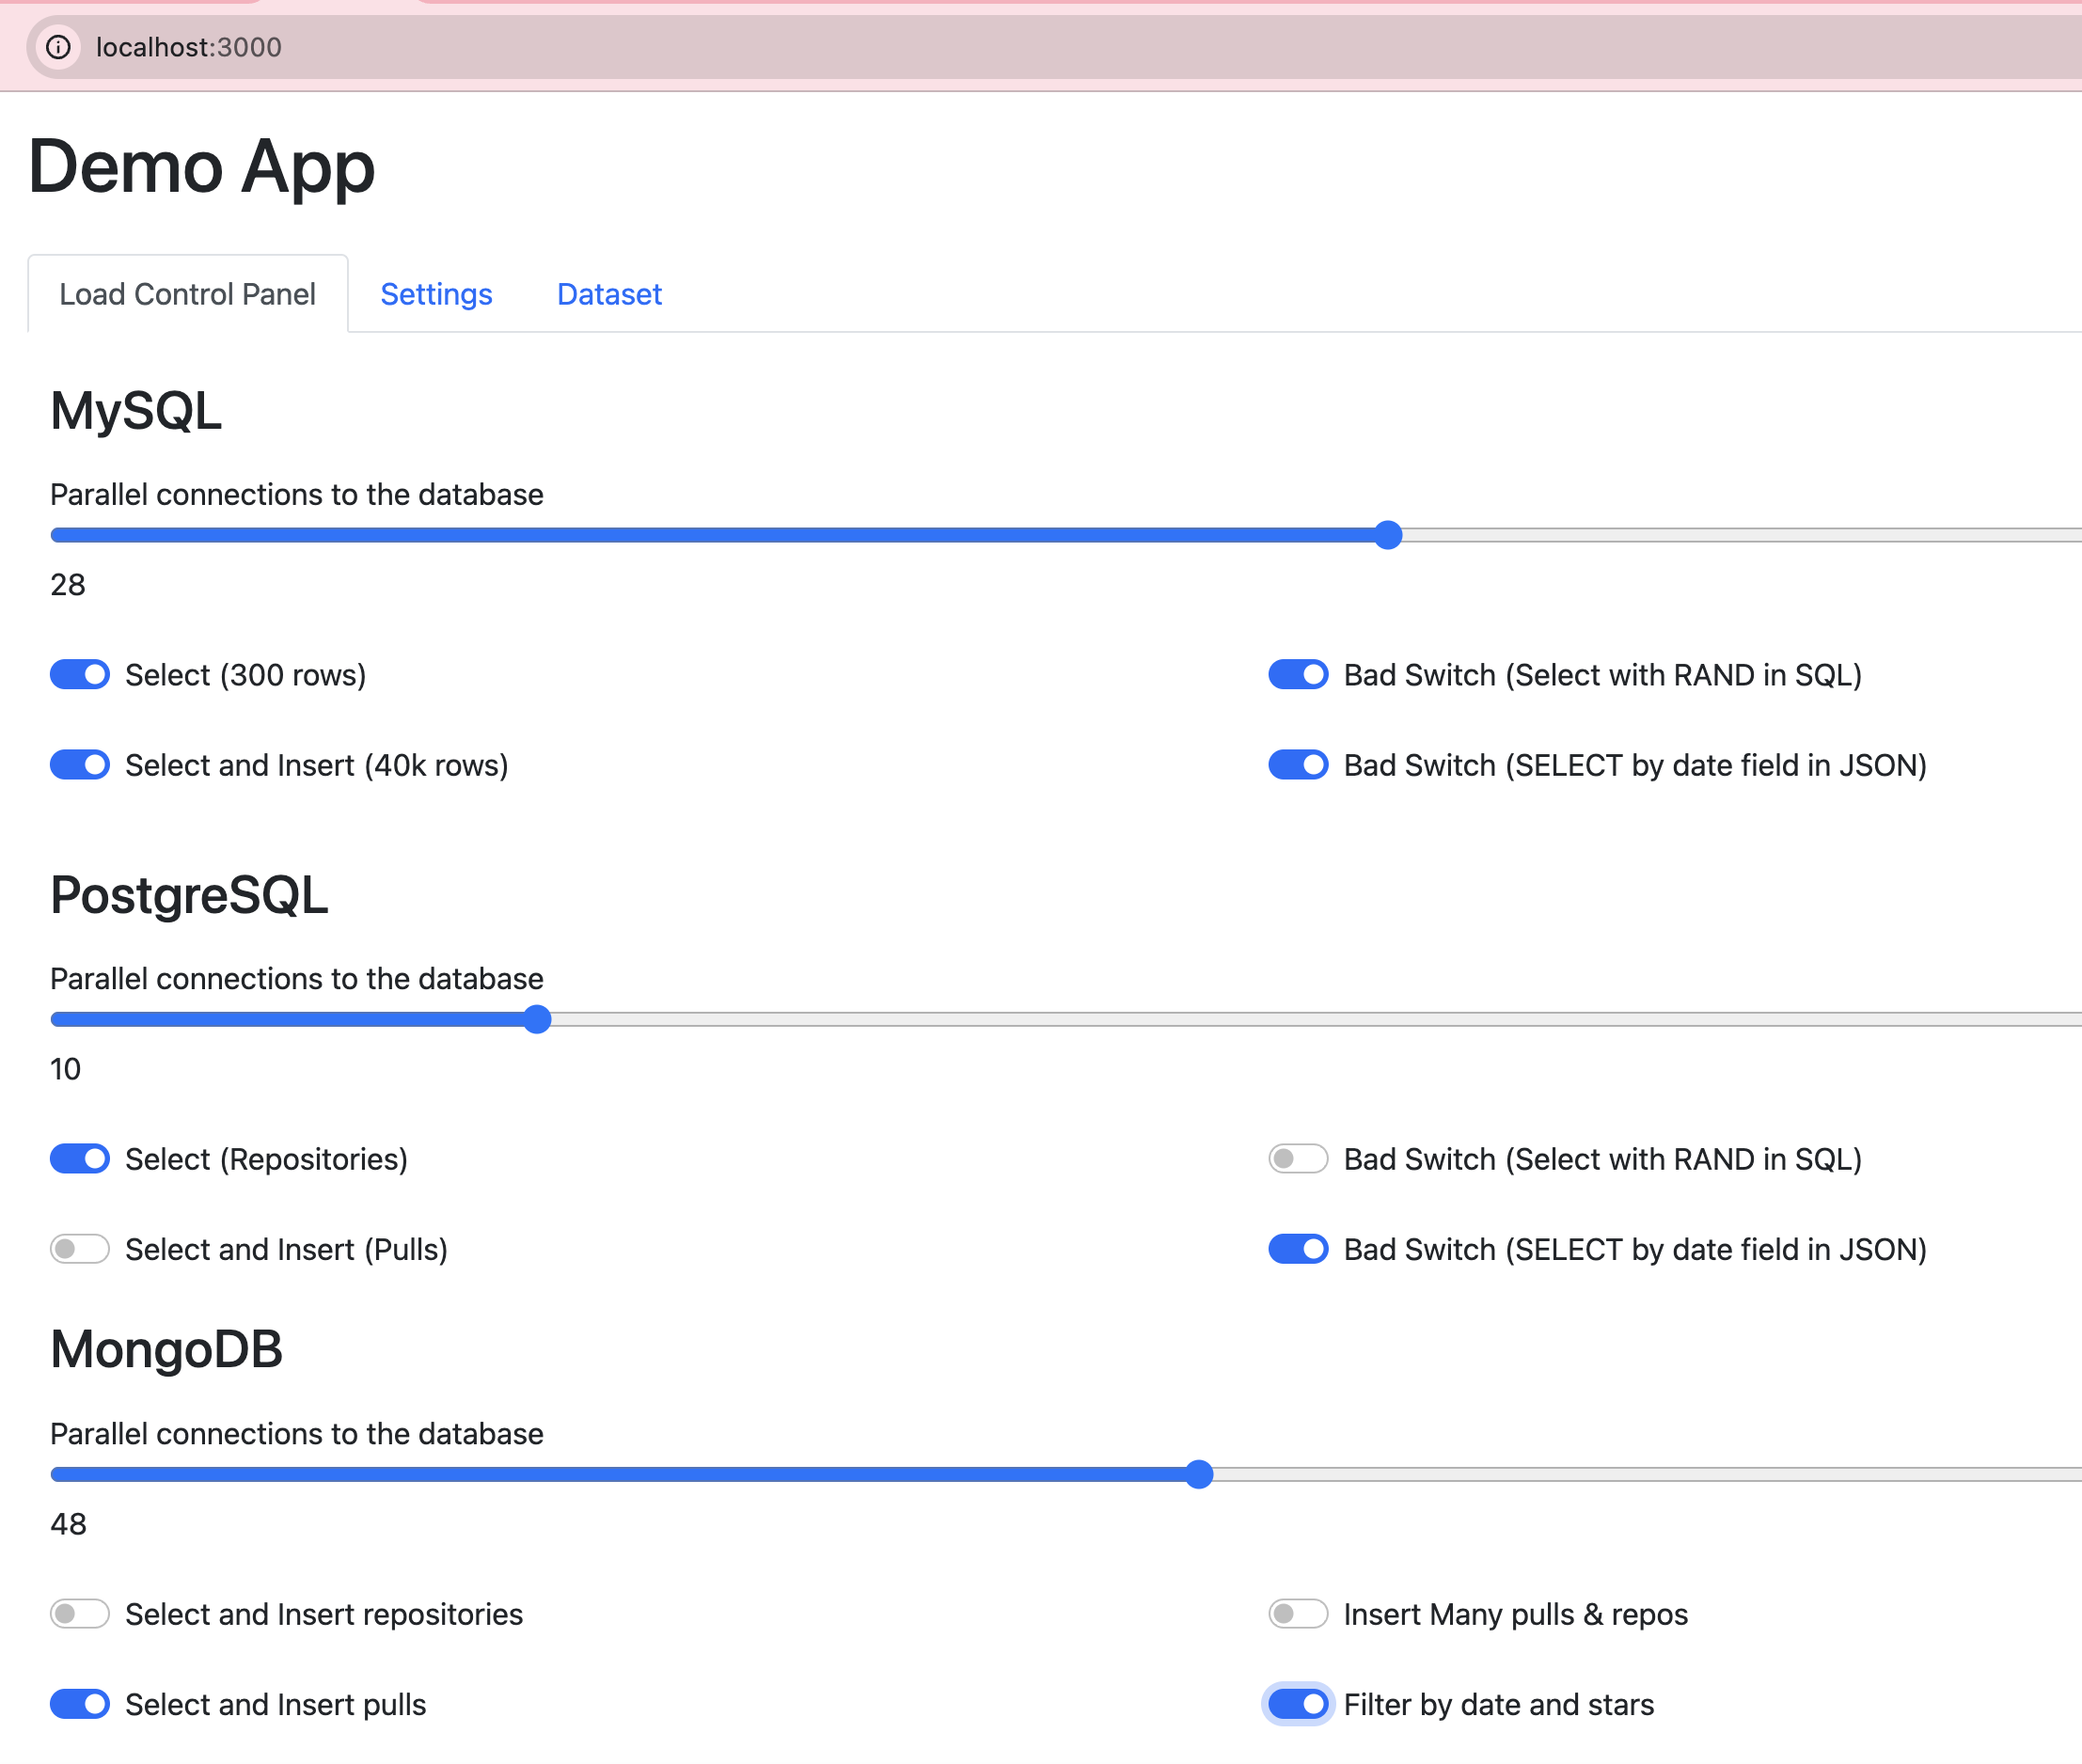 localhost:3000
Demo App
Load Control Panel Settings Dataset
MySQL
Parallel connections to the database
28
Select (300 rows) Bad Switch (Select with RAND in SQL)
Select and Insert (40k rows) Bad Switch (SELECT by date field in JSON)
PostgreSQL
Parallel connections to the database
10
Select (Repositories) Bad Switch (Select with RAND in SQL)
Select and Insert (Pulls) Bad Switch (SELECT by date field in JSON)
MongoDB
Parallel connections to the database
48
Select and Insert repositories Insert Many pulls & repos
Select and Insert pulls Filter by date and stars